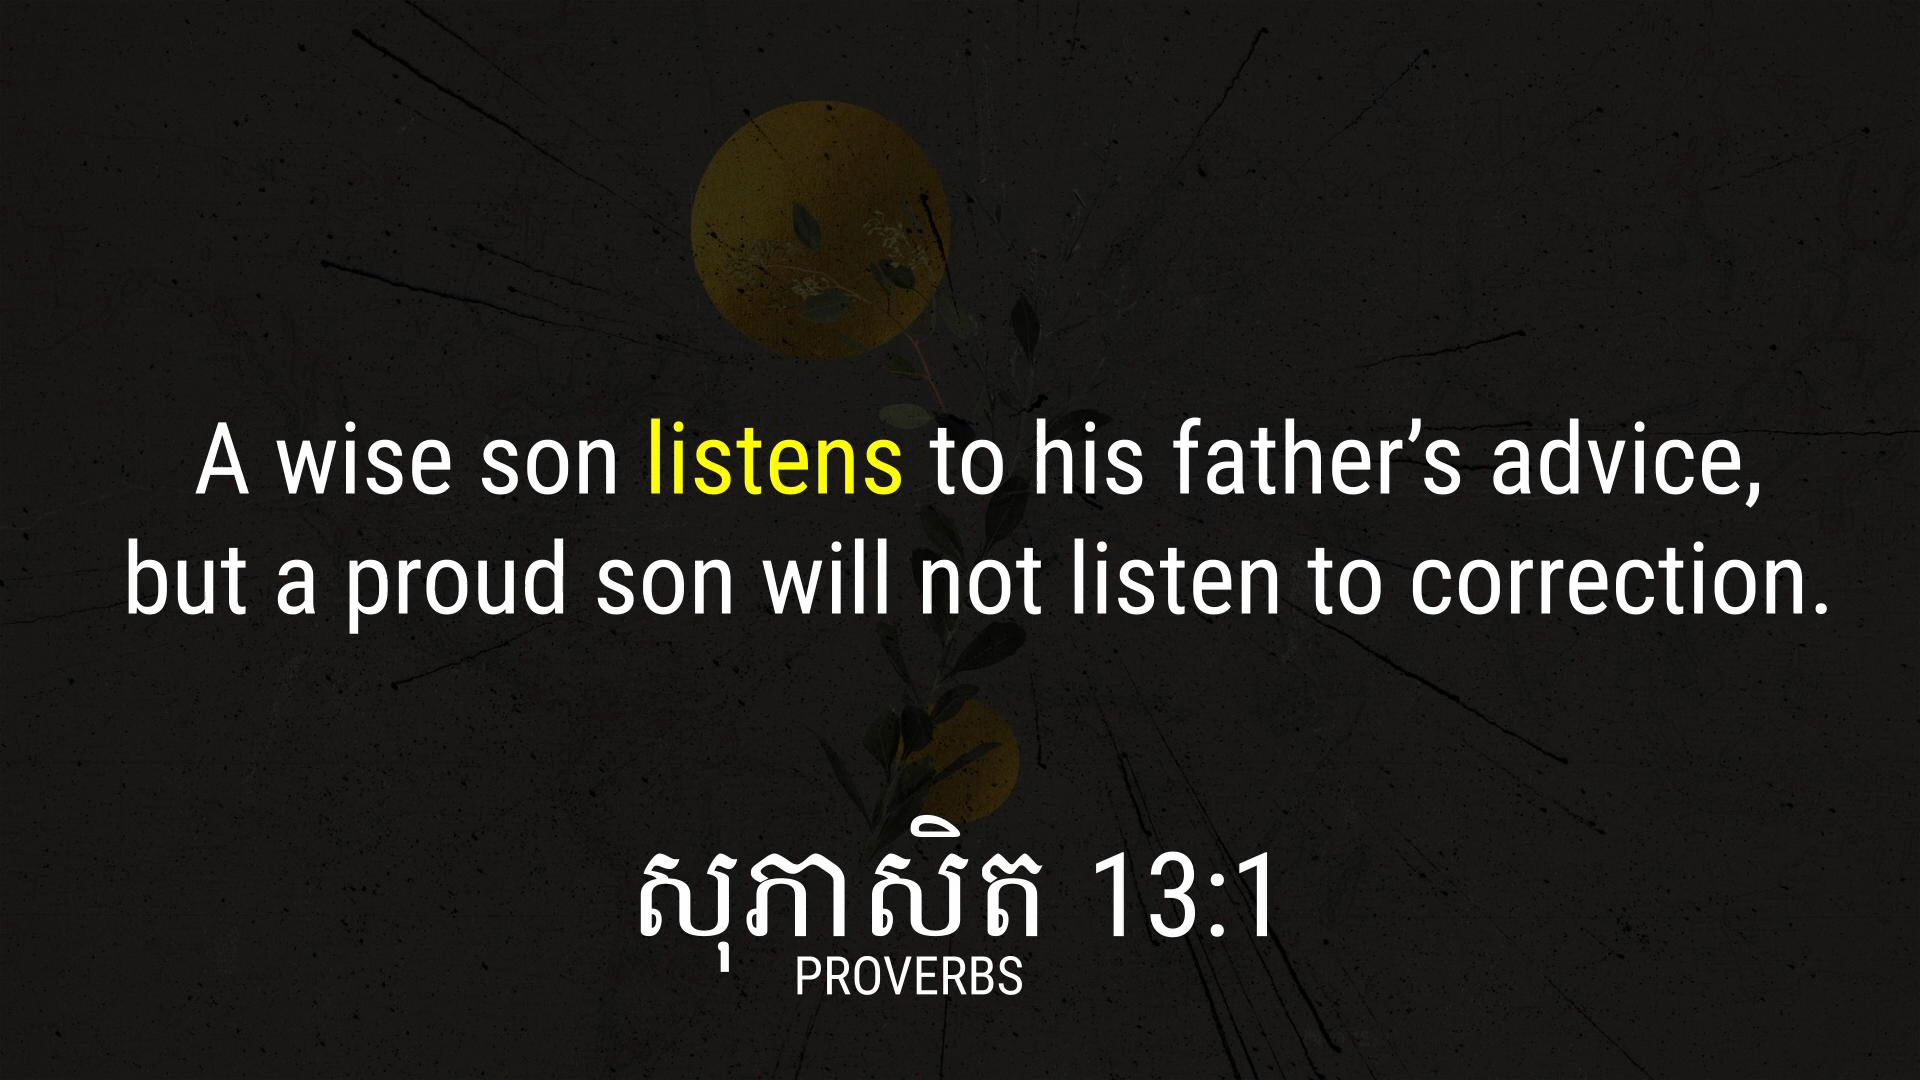 A wise son listens to his father’s advice,
but a proud son will not listen to correction.
សុភាសិត 13:1
PROVERBS